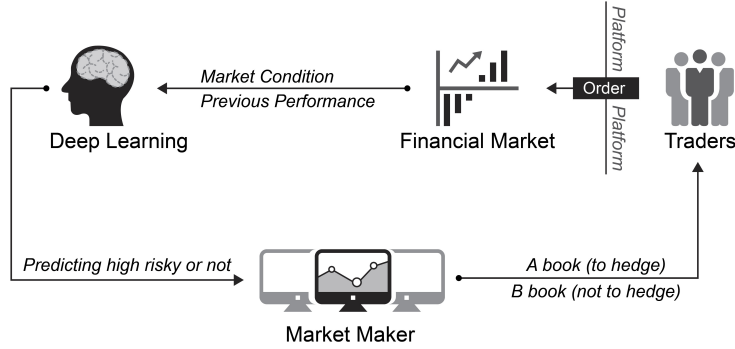 Platform
Market Condition
Order
Previous Performance
Platform
Deep Learning
Financial Market
Traders
Predicting high risky or not
A book (to hedge)
B book (not to hedge)
Market Maker